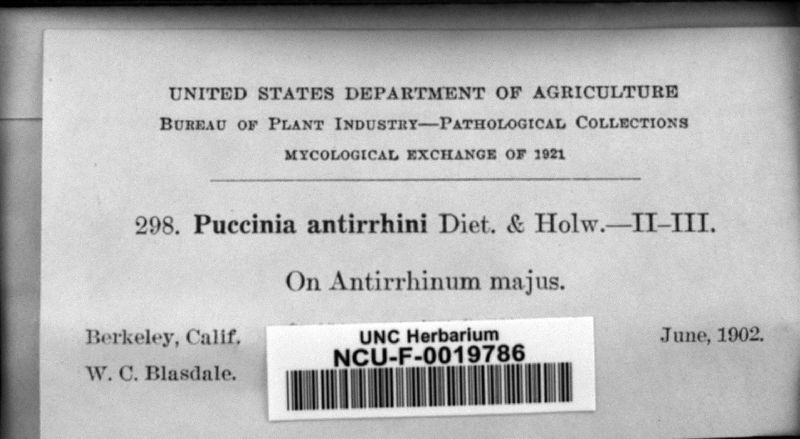 UNITED STATES DEPARTMENT OF AGRICULTURE
BUREAU OF PLANT INDUSTRY—PATHOLOGICAL COLLECTIONS
MYCOLOGICAL EXCHANGE OF 1921
298. Puccinia antirrhini Diet. & Holw.—II–III.
On Antirrhinum majus.
Berkeley, Calif.
June, 1902.
W. C. Blasdale.
UNC Herbarium
NCU-F-0019786